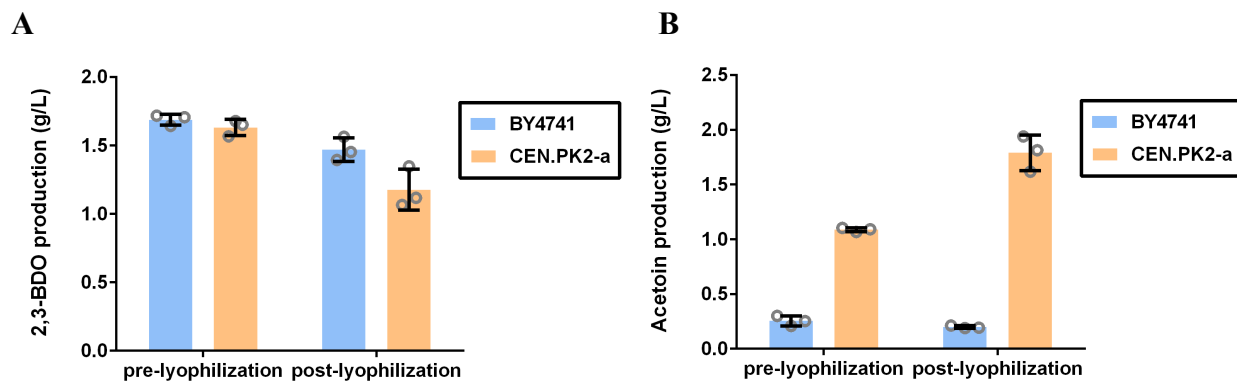 A
2,3-BDO production (g/L)
2.0
1.5
1.0
0.5
0.0
pre-lyophilization
post-lyophilization
BY4741
CEN.PK2-a
B
Acetoin production (g/L)
2.5
2.0
1.5
1.0
0.5
0.0
pre-lyophilization
post-lyophilization
BY4741
CEN.PK2-a